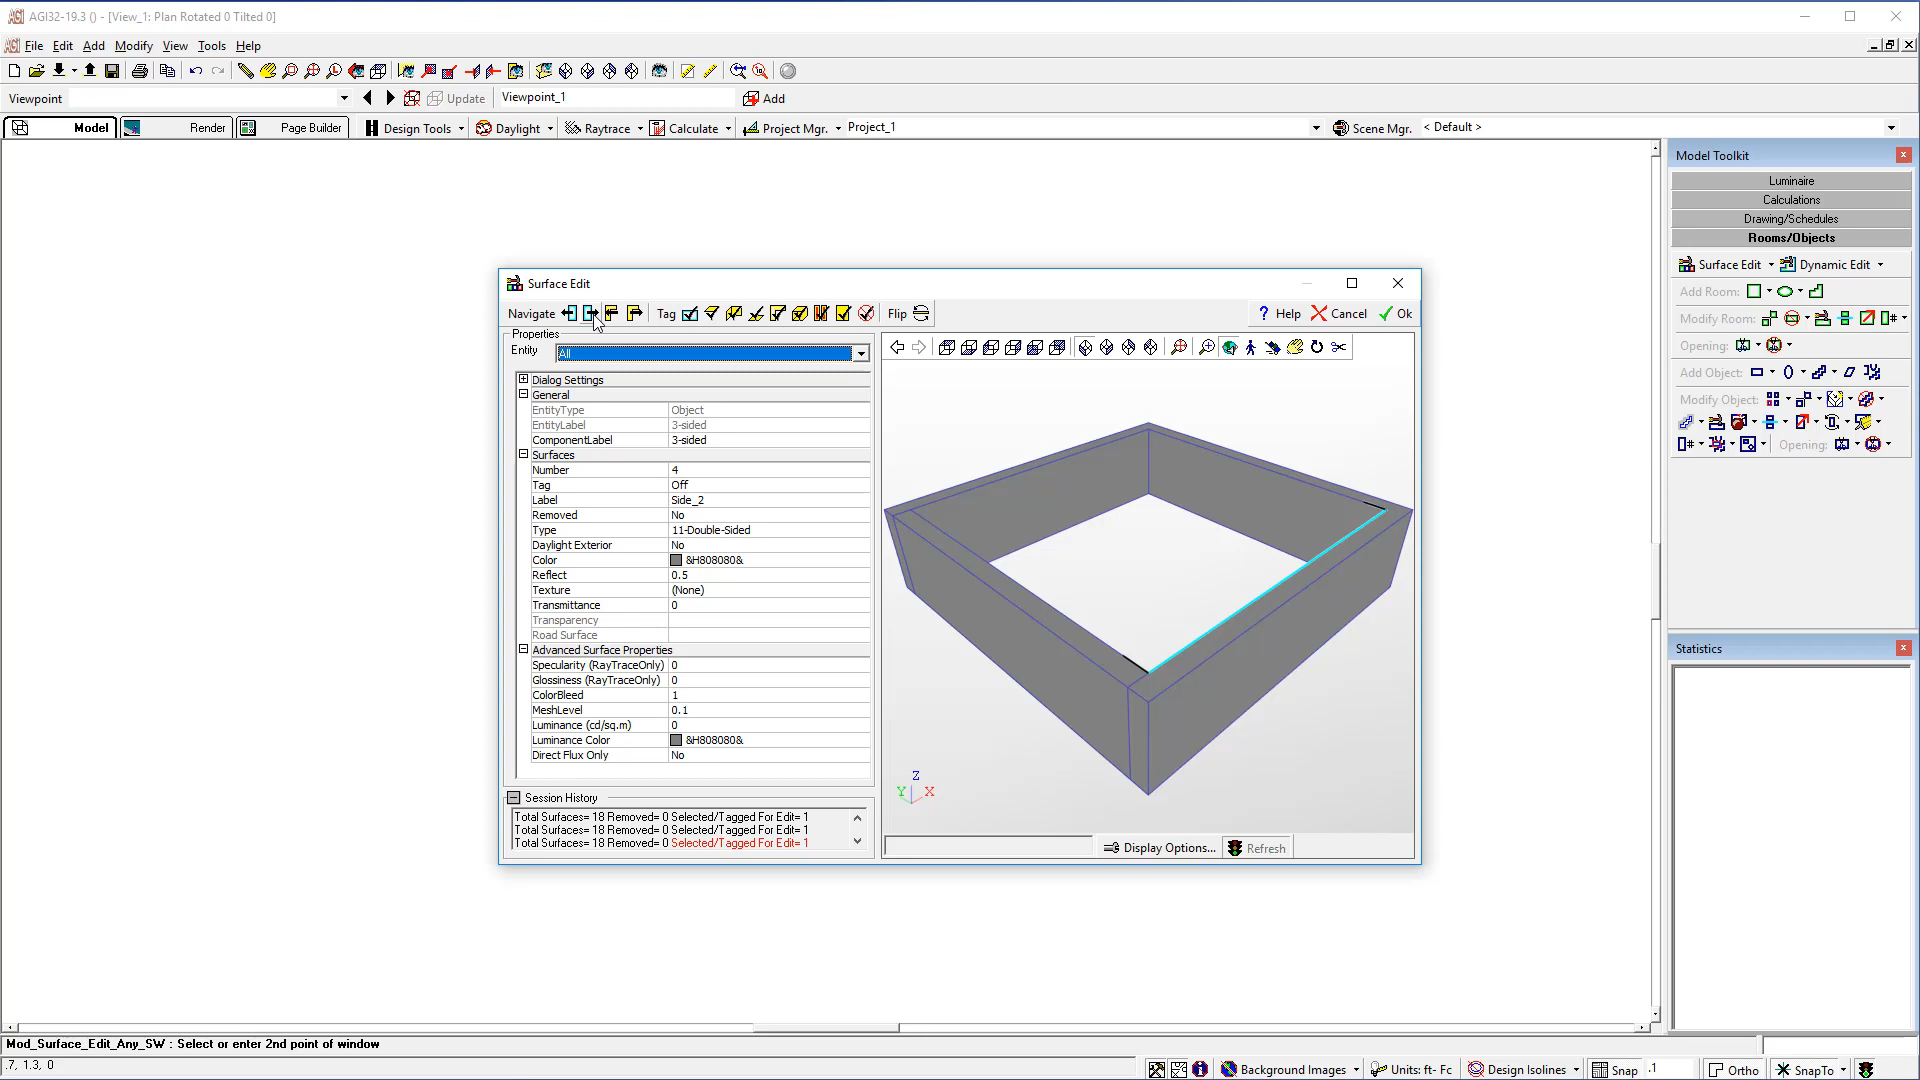 AGI32-19.3 () - [View_1: Plan Rotated 0 Tilted 0]
File Edit Add Modify View Tools Help
Viewpoint Update Viewpoint_1 Add
Model Render Page Builder Design Tools Daylight Raytrace Calculate Project Mgr. Project_1 Scene Mgr. < Default >
Model Toolkit
Luminaire
Calculations
Drawing/Schedules
Rooms/Objects
Surface Edit Dynamic Edit
Add Room:
Modify Room:
Opening:
Add Object:
Modify Object:
Opening:
Statistics
Surface Edit
Navigate Tag Flip ? Help Cancel Ok
Properties
Entity All
Dialog Settings
General
EntityType Object
EntityLabel 3-sided
ComponentLabel 3-sided
Surfaces
Number 4
Tag Off
Label Side_2
Removed No
Type 11-Double-Sided
Daylight Exterior No
Color &H808080&
Reflect 0.5
Texture (None)
Transmittance 0
Transparency
Road Surface
Advanced Surface Properties
Specularity (RayTraceOnly) 0
Glossiness (RayTraceOnly) 0
ColorBleed 1
MeshLevel 0.1
Luminance (cd/sq.m) 0
Luminance Color &H808080&
Direct Flux Only No
Session History
Total Surfaces= 18 Removed= 0 Selected/Tagged For Edit= 1
Total Surfaces= 18 Removed= 0 Selected/Tagged For Edit= 1
Total Surfaces= 18 Removed= 0 Selected/Tagged For Edit= 1
Z
Y X
Display Options... Refresh
Mod_Surface_Edit_Any_SW : Select or enter 2nd point of window
.7, 1.3, 0
Background Images Units: ft- Fc Design Isolines Snap .1 Ortho SnapTo